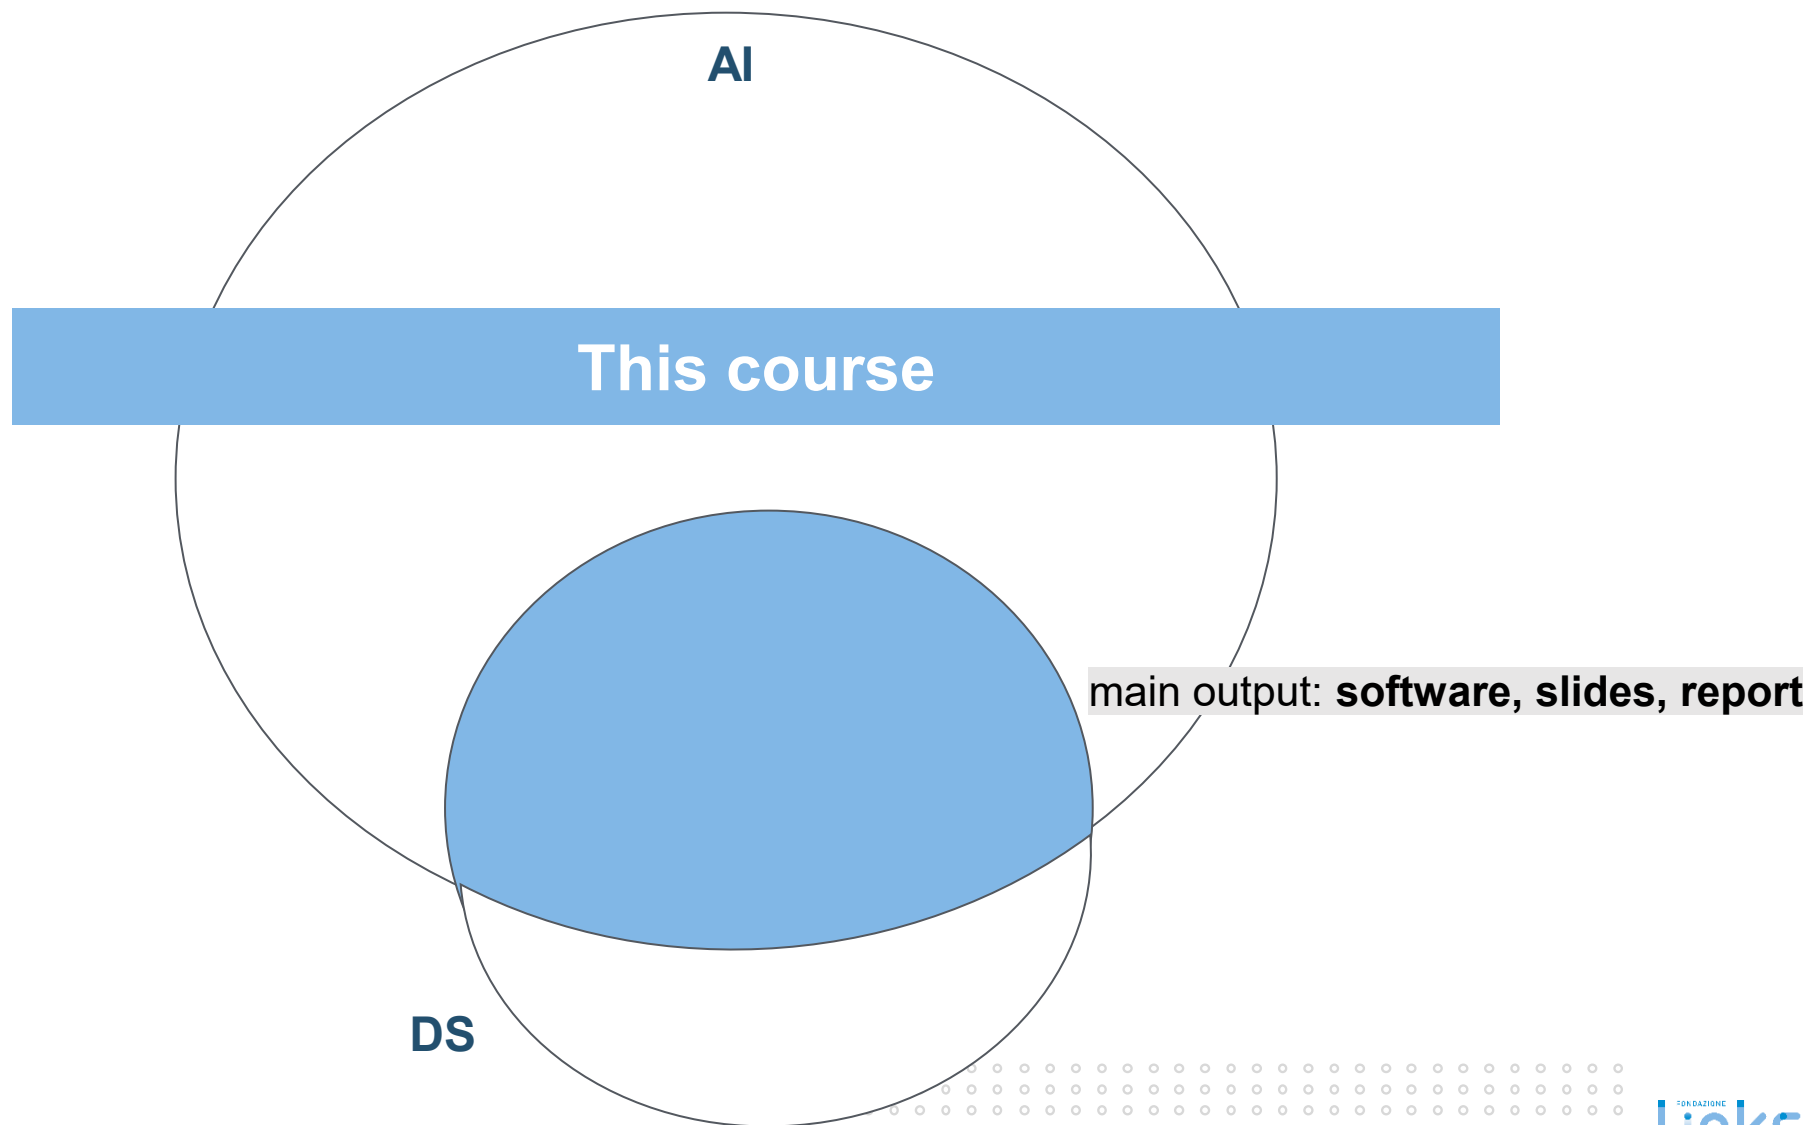 AI
This course
main output: software, slides, report
DS
FONDAZIONE